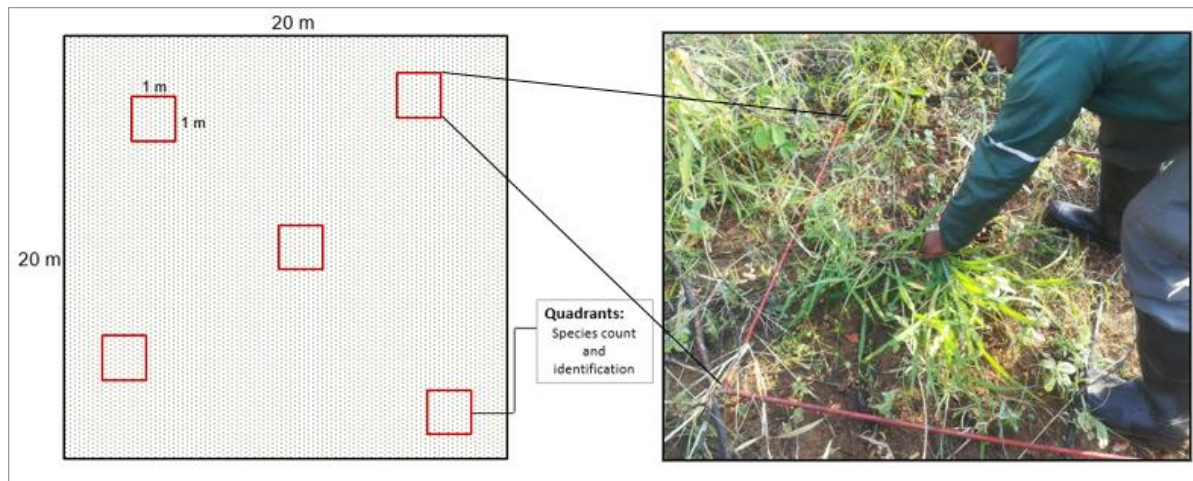 20 m
1 m
1 m
20 m
Quadrants:
Species count
and
identification